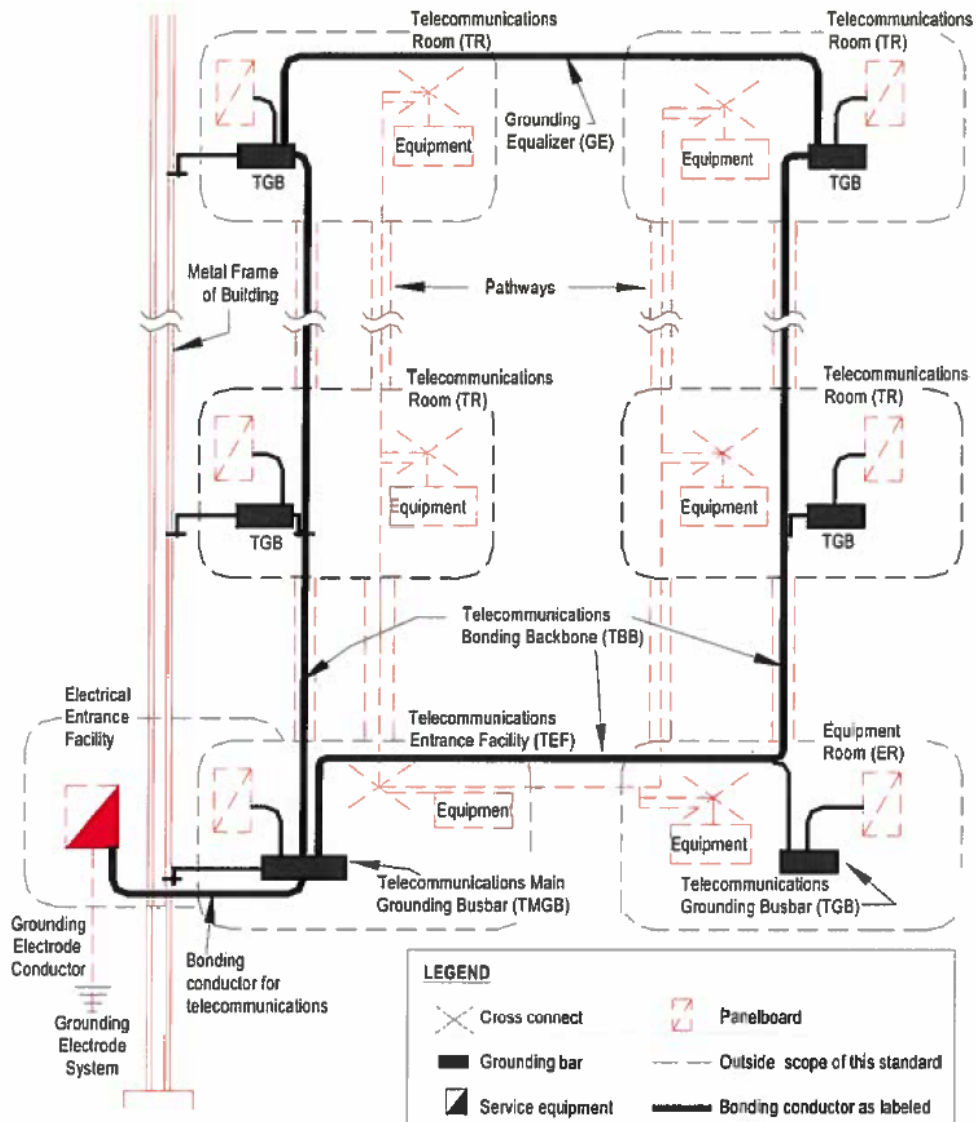 Telecommunications
Room (TR)
Telecommunications
Room (TR)
Grounding
Equalizer (GE)
Equipment
Equipment
TGB
TGB
Metal Frame
of Building
Pathways
Telecommunications
Room (TR)
Telecommunications
Room (TR)
Equipment
Equipment
TGB
TGB
Telecommunications
Bonding Backbone (TBB)
Electrical
Entrance
Facility
Telecommunications
Entrance Facility (TEF)
Equipment
Room (ER)
Equipment
Equipment
Telecommunications Main
Grounding Busbar (TMGB)
Telecommunications
Grounding Busbar (TGB)
Grounding
Electrode
Conductor
Bonding
conductor for
telecommunications
Grounding
Electrode
System
LEGEND
Cross connect
Panelboard
Grounding bar
Outside scope of this standard
Service equipment
Bonding conductor as labeled